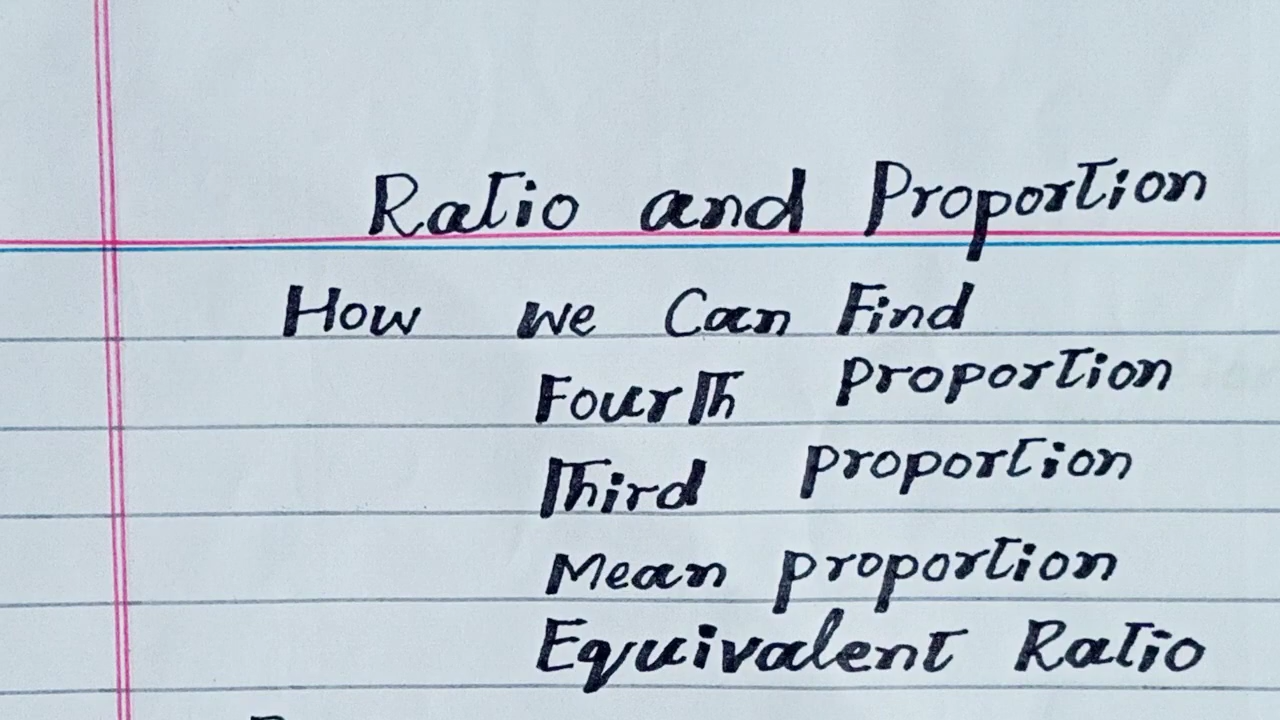 Ratio and Proportion
How we Can Find
Fourth proportion
Third proportion
Mean proportion
Equivalent Ratio